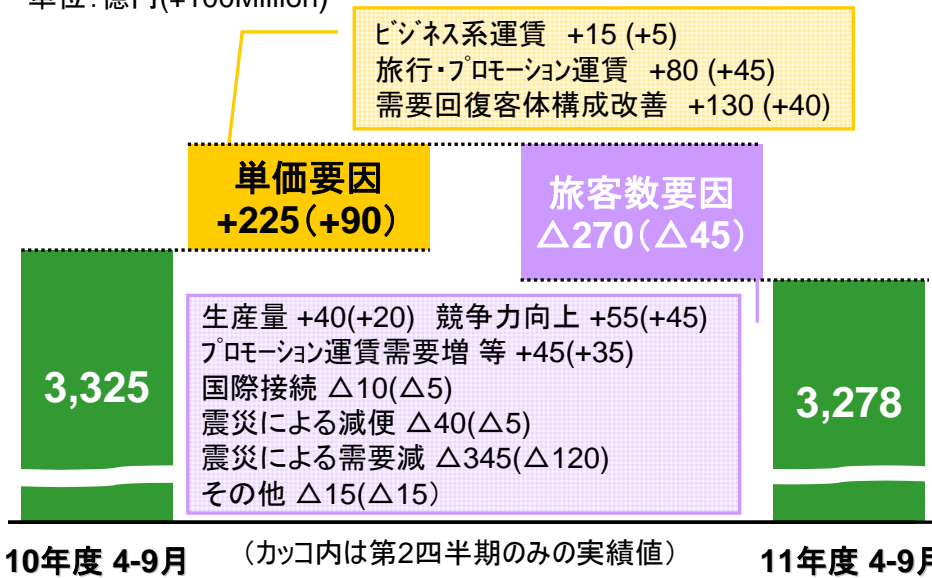 単位：億円(+100Million)
ビジネス系運賃 +15 (+5)
旅行・プロモーション運賃 +80 (+45)
需要回復客体構成改善 +130 (+40)
単価要因
+225（+90）
旅客数要因
△270（△45）
生産量 +40(+20) 競争力向上 +55(+45)
プロモーション運賃需要増 等 +45(+35)
国際接続 △10(△5)
震災による減便 △40(△5)
震災による需要減 △345(△120)
その他 △15(△15）
3,325
3,278
10年度 4-9月
（カッコ内は第2四半期のみの実績値）
11年度 4-9月